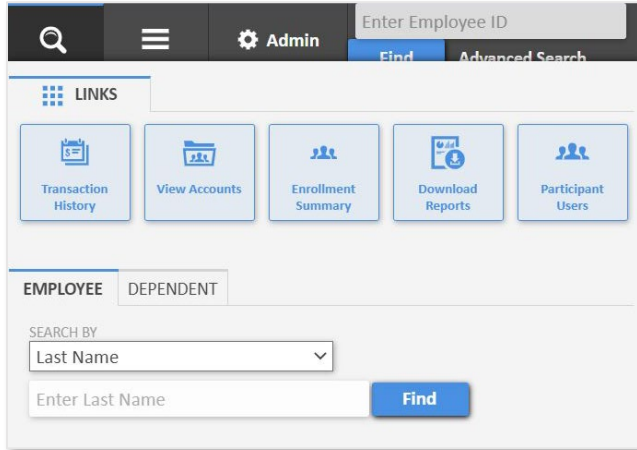 Enter Employee ID
Admin
Find Advanced Search
LINKS
Transaction History
View Accounts
Enrollment Summary
Download Reports
Participant Users
EMPLOYEE DEPENDENT
SEARCH BY
Last Name
Enter Last Name Find